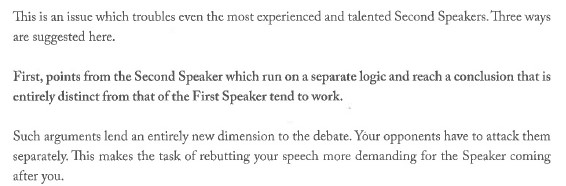 This is an issue which troubles even the most experienced and talented Second Speakers. Three ways
are suggested here.
First, points from the Second Speaker which run on a separate logic and reach a conclusion that is
entirely distinct from that of the First Speaker tend to work.
Such arguments lend an entirely new dimension to the debate. Your opponents have to attack them
separately. This makes the task of rebutting your speech more demanding for the Speaker coming
after you.